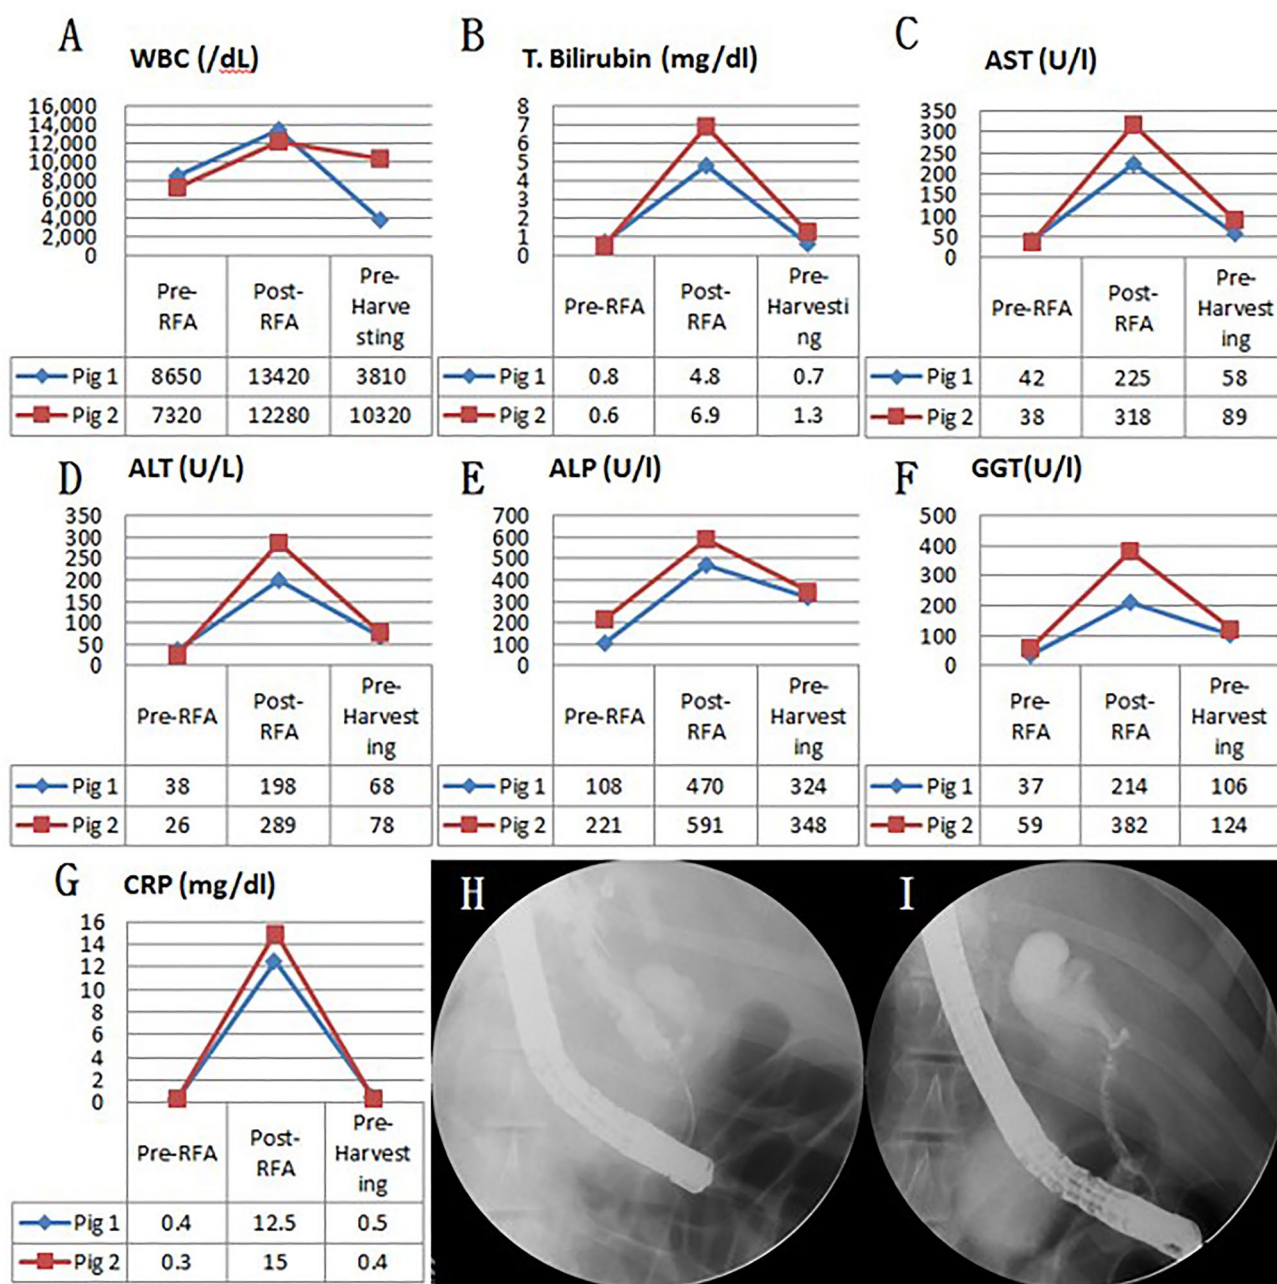 A
WBC (/dL)
16,000
14,000
12,000
10,000
8,000
6,000
4,000
2,000
0
Pre-
RFA
Post-
RFA
Pre-
Harve
sting
Pig 1 8650 13420 3810
Pig 2 7320 12280 10320
B
T. Bilirubin (mg/dl)
8
7
6
5
4
3
2
1
0
Pre-RFA
Post-
RFA
Pre-
Harvesti
ng
Pig 1 0.8 4.8 0.7
Pig 2 0.6 6.9 1.3
C
AST (U/l)
350
300
250
200
150
100
50
0
Pre-RFA
Post-
RFA
Pre-
Harvest
ing
Pig 1 42 225 58
Pig 2 38 318 89
D
ALT (U/L)
350
300
250
200
150
100
50
0
Pre-RFA
Post-
RFA
Pre-
Harvest
ing
Pig 1 38 198 68
Pig 2 26 289 78
E
ALP (U/l)
700
600
500
400
300
200
100
0
Pre-RFA
Post-
RFA
Pre-
Harvest
ing
Pig 1 108 470 324
Pig 2 221 591 348
F
GGT(U/l)
500
400
300
200
100
0
Pre-
RFA
Post-
RFA
Pre-
Harvest
ing
Pig 1 37 214 106
Pig 2 59 382 124
G
CRP (mg/dl)
16
14
12
10
8
6
4
2
0
Pre-RFA
Post-
RFA
Pre-
Harvest
ing
Pig 1 0.4 12.5 0.5
Pig 2 0.3 15 0.4
H
I